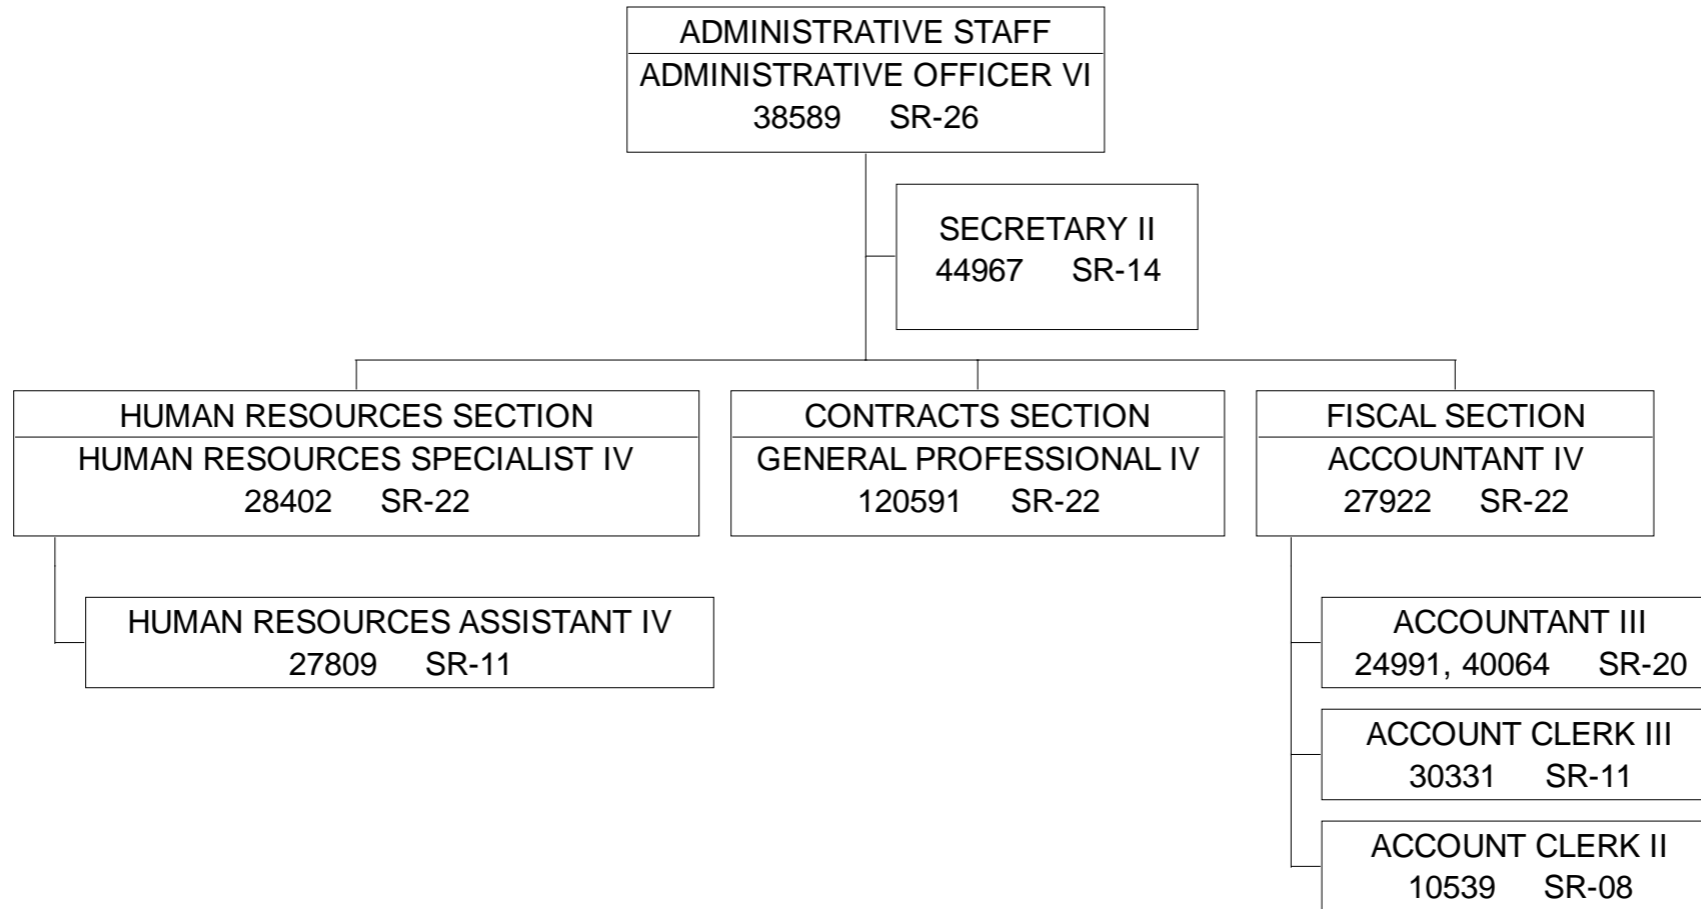 ADMINISTRATIVE STAFF
ADMINISTRATIVE OFFICER VI
38589 SR-26
SECRETARY II
44967 SR-14
HUMAN RESOURCES SECTION
HUMAN RESOURCES SPECIALIST IV
28402 SR-22
HUMAN RESOURCES ASSISTANT IV
27809 SR-11
CONTRACTS SECTION
GENERAL PROFESSIONAL IV
120591 SR-22
FISCAL SECTION
ACCOUNTANT IV
27922 SR-22
ACCOUNTANT III
24991, 40064 SR-20
ACCOUNT CLERK III
30331 SR-11
ACCOUNT CLERK II
10539 SR-08